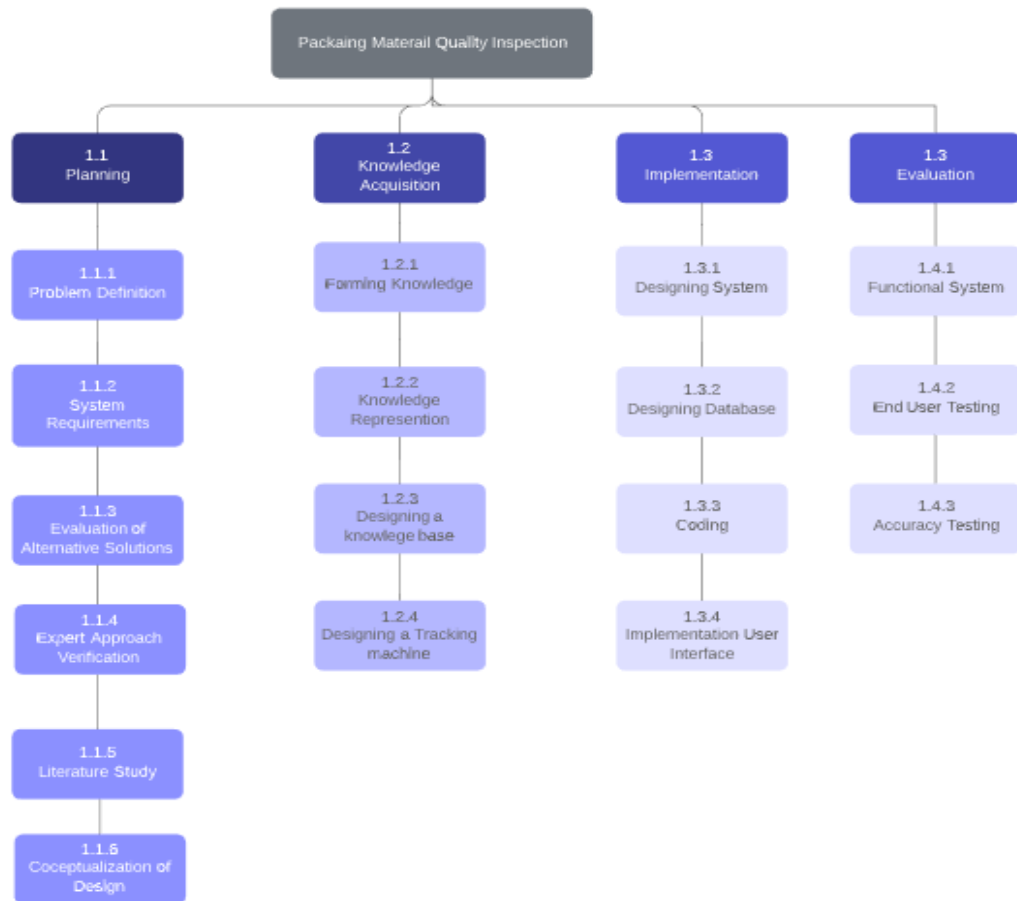 Packaing Materail Quality Inspection
1.1
Planning
1.1.1
Problem Definition
1.1.2
System
Requirements
1.1.3
Evaluation of
Alternative Solutions
1.1.4
Expert Approach
Verification
1.1.5
Literature Study
1.1.6
Coceptualization of
Design
1.2
Knowledge
Acquisition
1.2.1
Forming Knowledge
1.2.2
Knowledge
Represention
1.2.3
Designing a
knowlege base
1.2.4
Designing a Tracking
machine
1.3
Implementation
1.3.1
Designing System
1.3.2
Designing Database
1.3.3
Coding
1.3.4
Implementation User
Interface
1.3
Evaluation
1.4.1
Functional System
1.4.2
End User Testing
1.4.3
Accuracy Testing